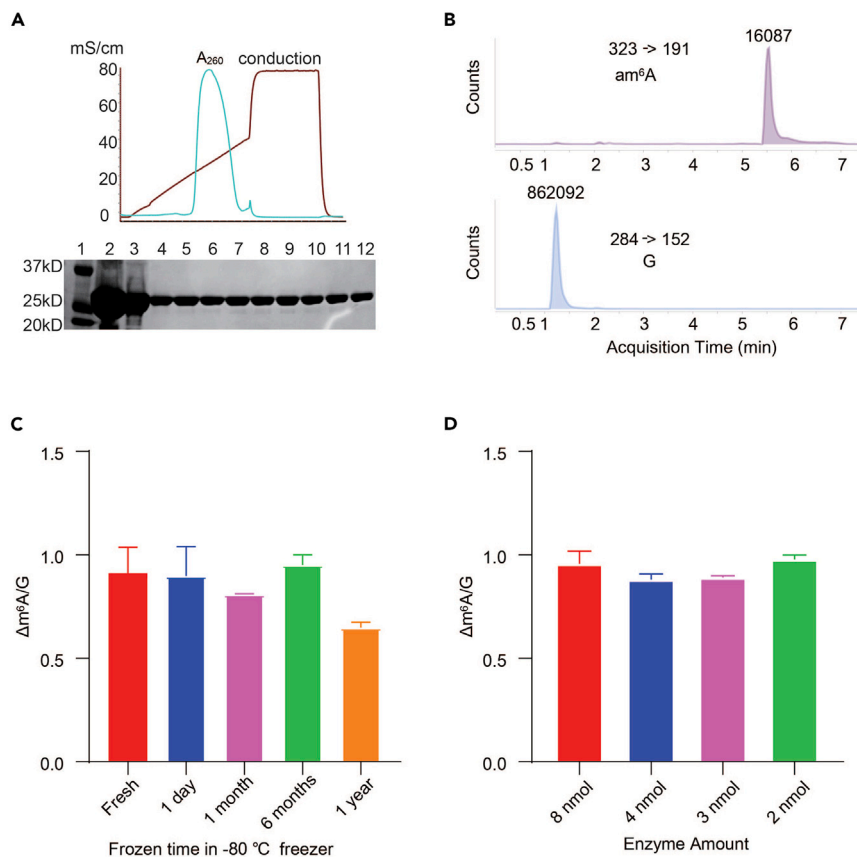 A
mS/cm
A₂₆₀ conduction
80
60
40
20
0
1 2 3 4 5 6 7 8 9 10 11 12
37kD
25kD
20kD
B
16087
323 -> 191
am⁶A
Counts
0.5 1 2 3 4 5 6 7
862092
284 -> 152
G
Counts
0.5 1 2 3 4 5 6 7
Acquisition Time (min)
C
1.5
1.0
0.5
0.0
Δm⁶A/G
Fresh 1 day 1 month 6 months 1 year
Frozen time in -80 °C freezer
D
1.5
1.0
0.5
0.0
Δm⁶A/G
8 nmol 4 nmol 3 nmol 2 nmol
Enzyme Amount